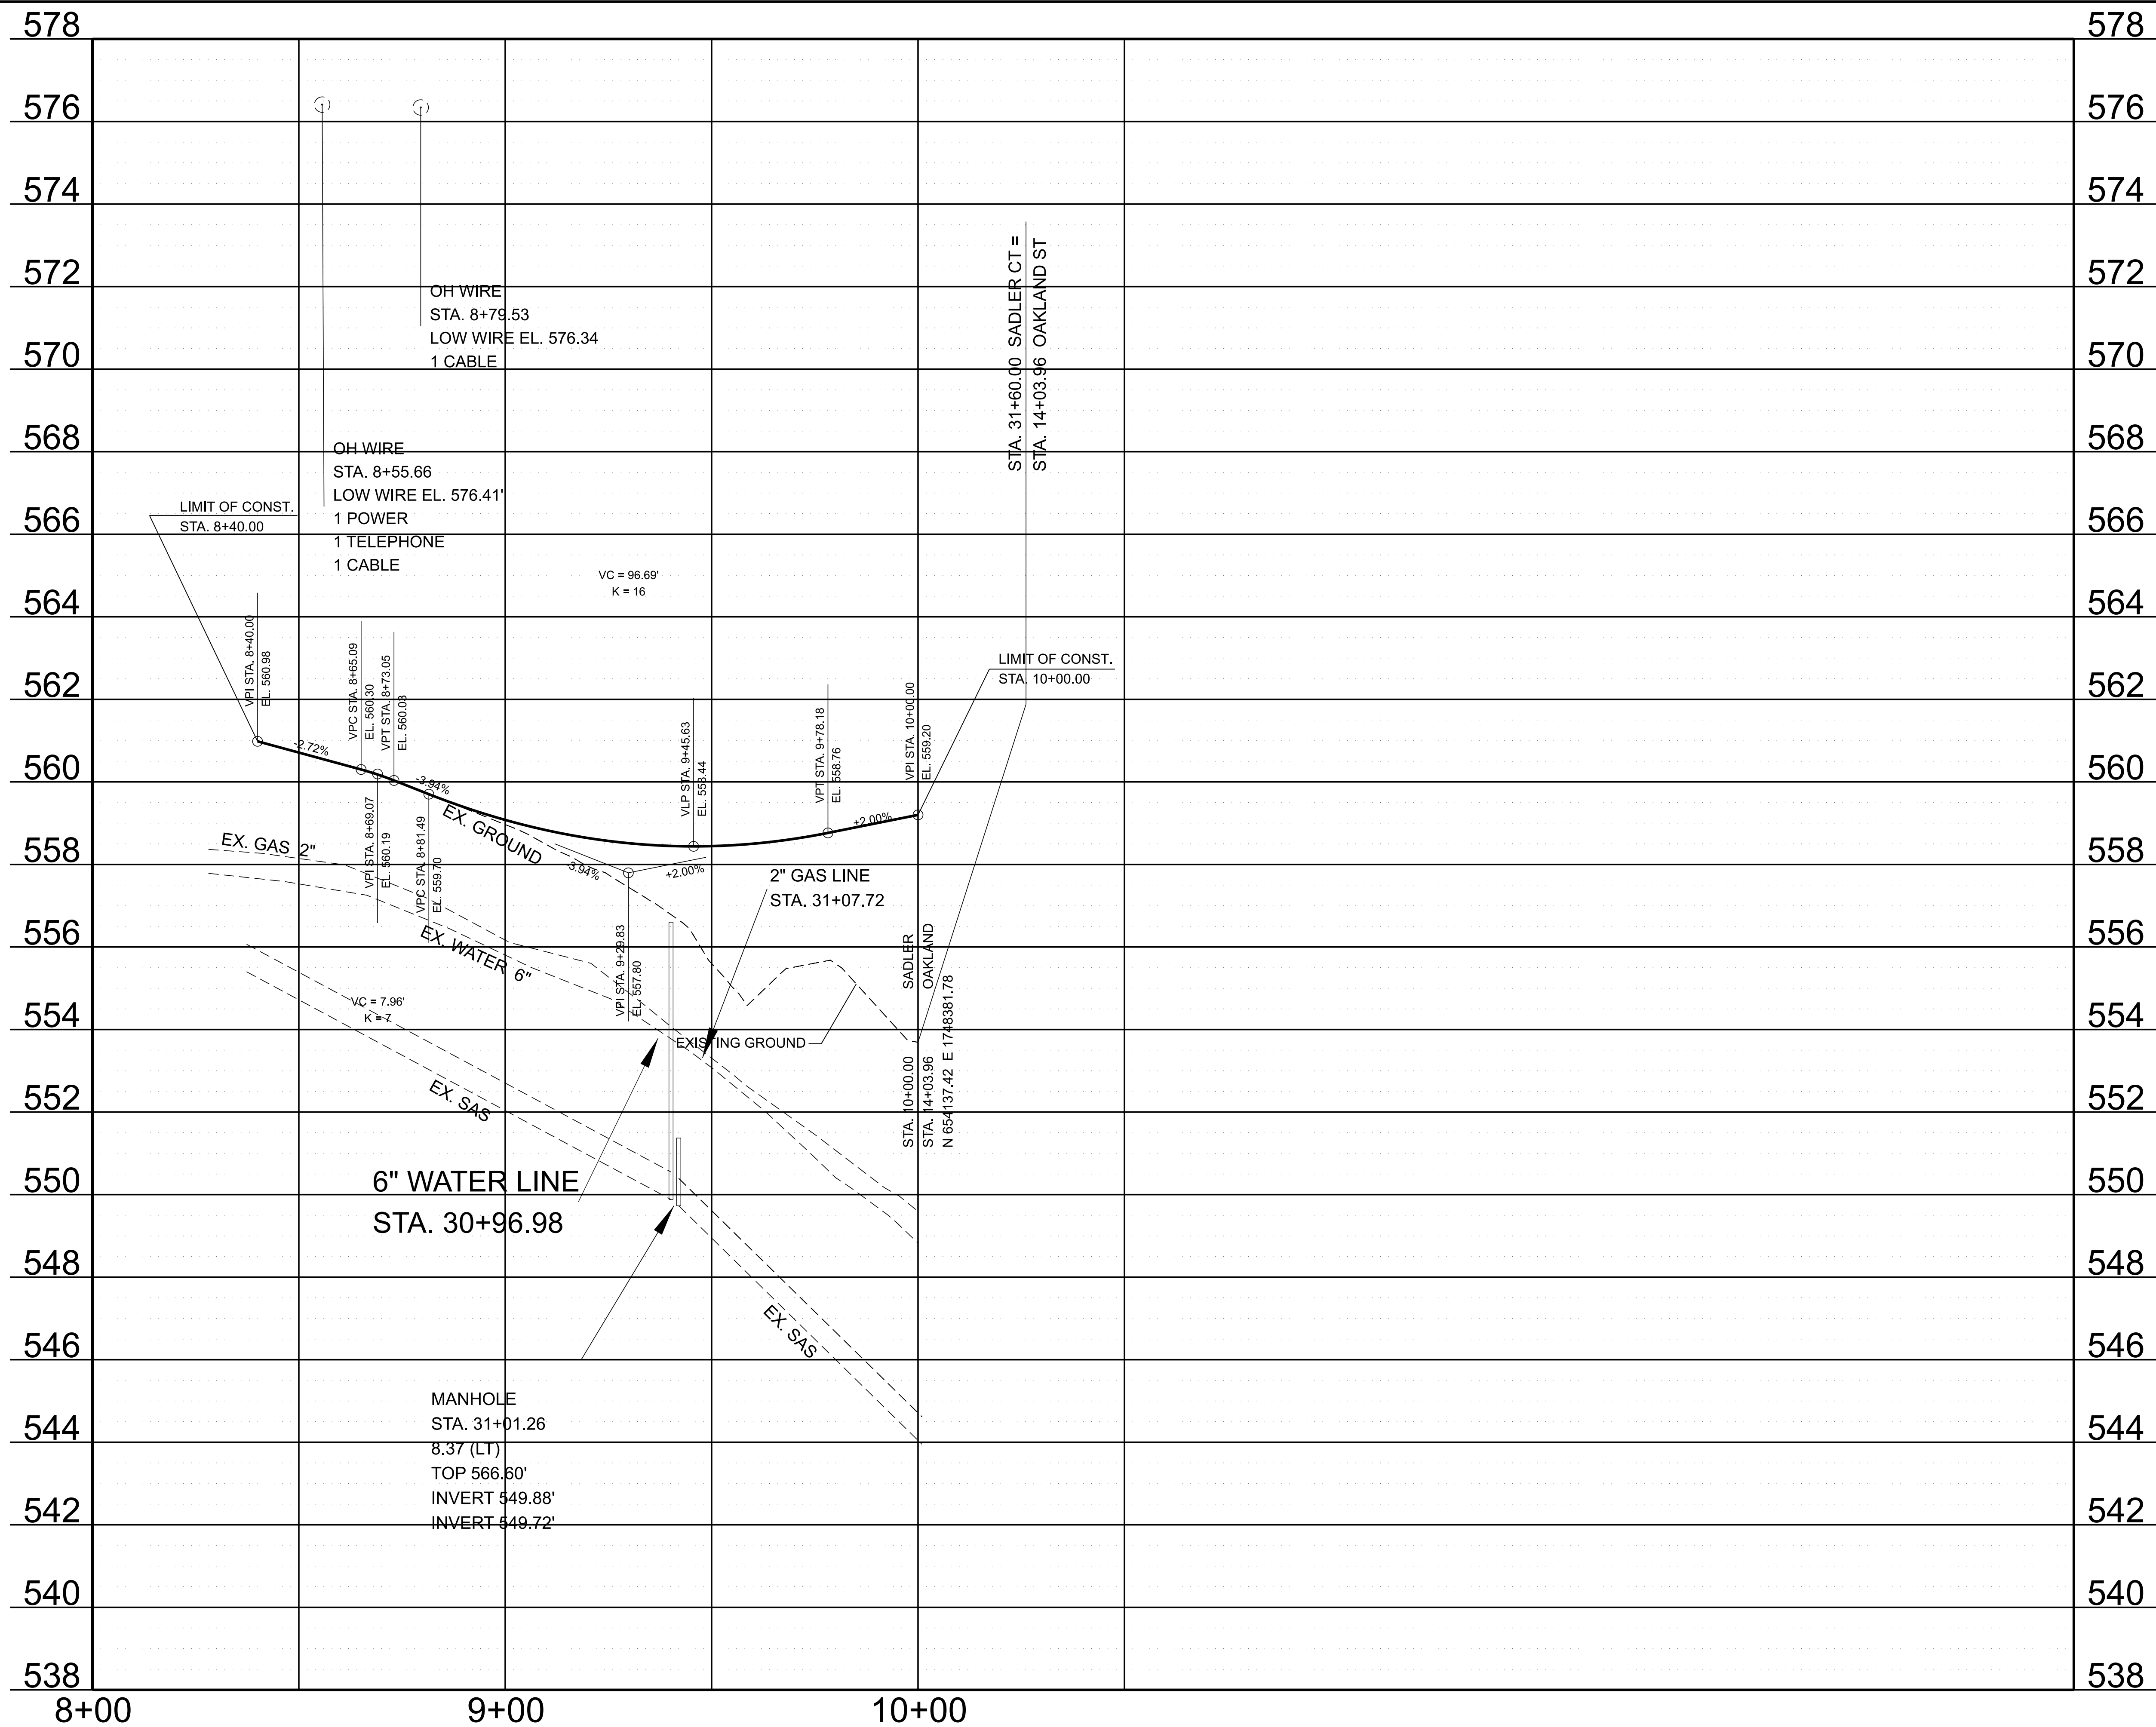 578
578
576
576
574
574
572
572
570
570
568
568
566
566
564
564
562
562
560
560
558
558
556
556
554
554
552
552
550
550
548
548
546
546
544
544
542
542
540
540
538
538
8+00
9+00
10+00
OH WIRE
STA. 8+79.53
LOW WIRE EL. 576.34
1 CABLE
OH WIRE
STA. 8+55.66
LOW WIRE EL. 576.41'
1 POWER
1 TELEPHONE
1 CABLE
LIMIT OF CONST.
STA. 8+40.00
STA. 31+60.00 SADLER CT =
STA. 14+03.96 OAKLAND ST
VC = 96.69'
K = 16
VPI STA. 8+40.00
EL. 560.98
VPC STA. 8+65.09
EL. 560.30
VPT STA. 8+73.05
EL. 560.03
VLP STA. 9+45.63
EL. 558.44
VPT STA. 9+78.18
EL. 558.76
VPI STA. 10+00.00
EL. 559.20
LIMIT OF CONST.
STA. 10+00.00
-2.72%
-3.94%
+2.00%
EX. GROUND
EX. GAS 2"
VPI STA. 8+69.07
EL. 560.19
VPC STA. 8+81.49
EL. 559.70
-3.94%
+2.00%
2" GAS LINE
STA. 31+07.72
EX. WATER 6"
VPI STA. 9+29.83
EL. 557.80
SADLER
OAKLAND
VC = 7.96'
K = 7
EXISTING GROUND
STA. 10+00.00
STA. 14+03.96
N 654137.42 E 1748381.78
EX. SAS
6" WATER LINE
STA. 30+96.98
EX. SAS
MANHOLE
STA. 31+01.26
8.37 (LT)
TOP 566.60'
INVERT 549.88'
INVERT 549.72'